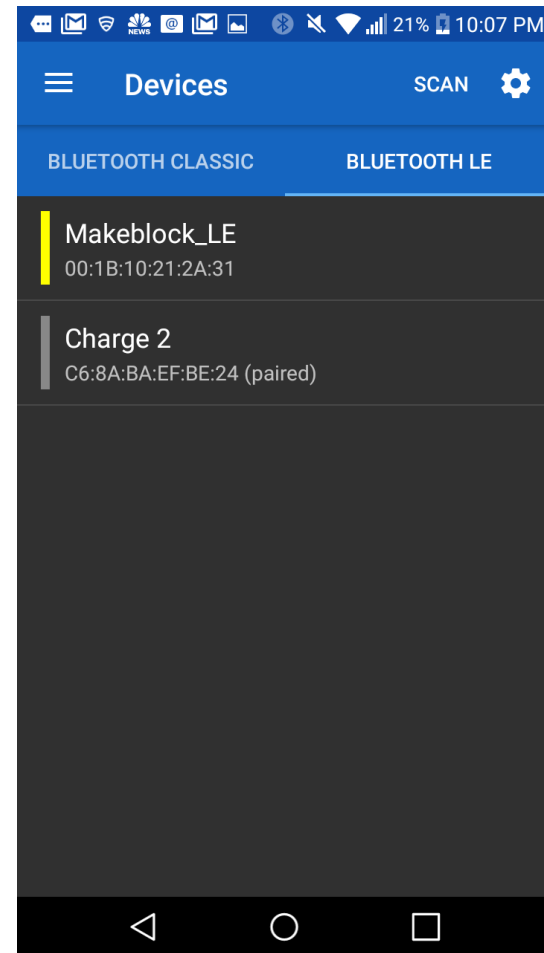 NEWS @ 21% 10:07 PM
Devices SCAN
BLUETOOTH CLASSIC BLUETOOTH LE
Makeblock_LE
00:1B:10:21:2A:31
Charge 2
C6:8A:BA:EF:BE:24 (paired)